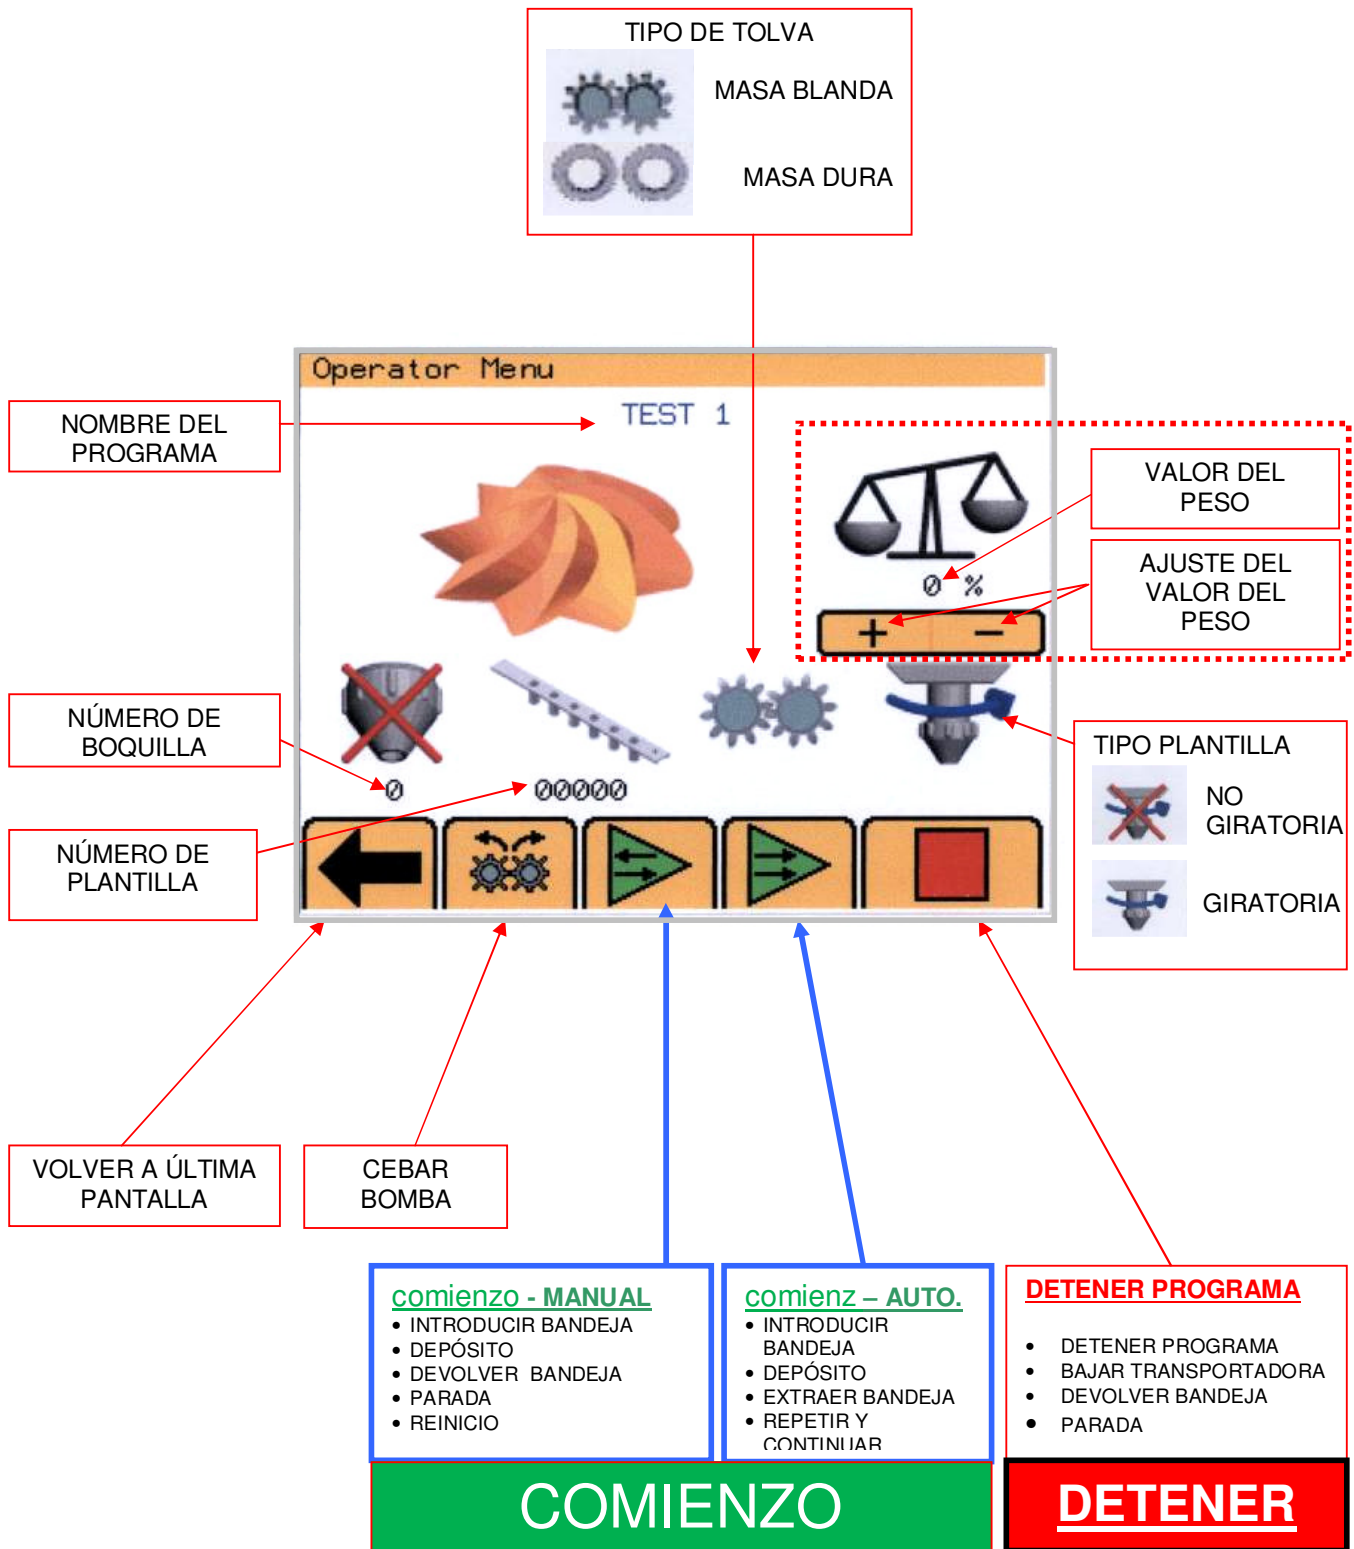 TIPO DE TOLVA
MASA BLANDA
MASA DURA
Operator Menu
TEST 1
NOMBRE DEL
PROGRAMA
VALOR DEL
PESO
0 %
AJUSTE DEL
VALOR DEL
PESO
+ −
NÚMERO DE
BOQUILLA
0
00000
NÚMERO DE
PLANTILLA
TIPO PLANTILLA
NO
GIRATORIA
GIRATORIA
VOLVER A ÚLTIMA
PANTALLA
CEBAR
BOMBA
comienzo - MANUAL
• INTRODUCIR BANDEJA
• DEPÓSITO
• DEVOLVER BANDEJA
• PARADA
• REINICIO
comienz – AUTO.
• INTRODUCIR
BANDEJA
• DEPÓSITO
• EXTRAER BANDEJA
• REPETIR Y
CONTINUAR
DETENER PROGRAMA
• DETENER PROGRAMA
• BAJAR TRANSPORTADORA
• DEVOLVER BANDEJA
• PARADA
COMIENZO
DETENER